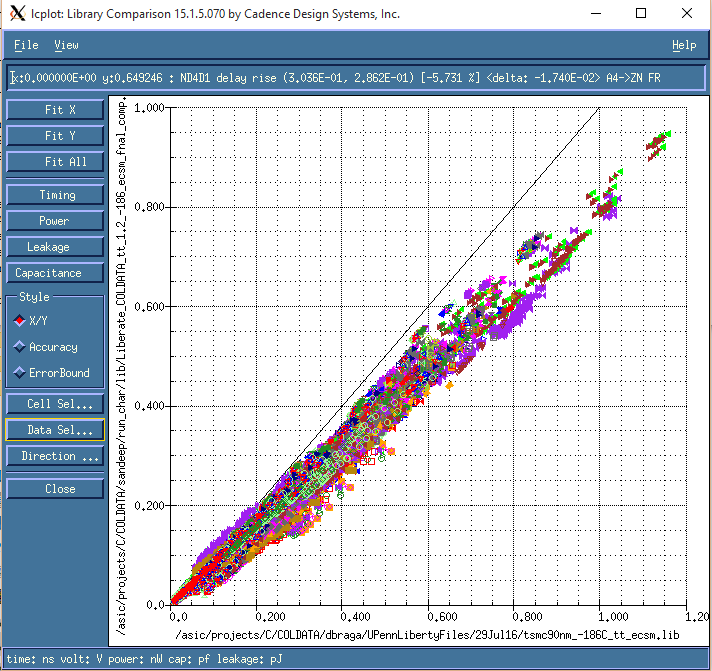 lcplot: Library Comparison 15.1.5.070 by Cadence Design Systems, Inc.
File View Help
x:0.000000E+00 y:0.649246 : ND4D1 delay rise (3.036E-01, 2.862E-01) [-5.731 %] <delta: -1.740E-02> A4->ZN FR
Fit X
Fit Y
Fit All
Timing
Power
Leakage
Capacitance
Style
X/Y
Accuracy
ErrorBound
Cell Sel...
Data Sel...
Direction ...
Close
/asic/projects/C/COLDATA/sandeep/run_char/lib/Liberate_COLDATA_tt_1.2_-186_ecsm_fnal_comp.
1.000
0.800
0.600
0.400
0.200
0.0
0.0 0.200 0.400 0.600 0.800 1.000 1.20
/asic/projects/C/COLDATA/dbraga/UPennLibertyFiles/29Jul16/tsmc90nm_-186C_tt_ecsm.lib
time: ns volt: V power: nW cap: pf leakage: pJ